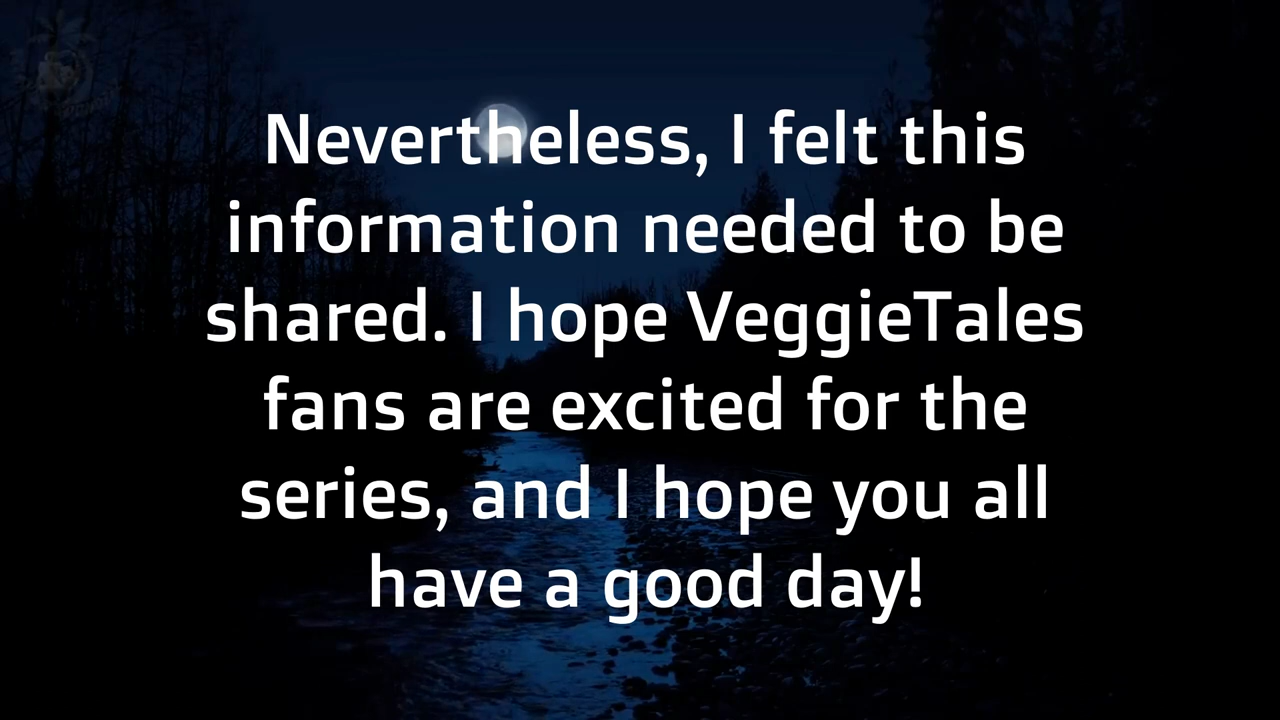 Nevertheless, I felt this
information needed to be
shared. I hope VeggieTales
fans are excited for the
series, and I hope you all
have a good day!